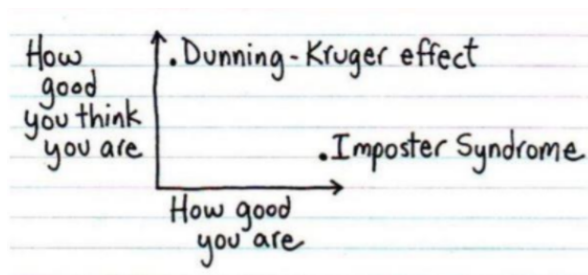 How
good
you think
you are
. Dunning - Kruger effect
. Imposter Syndrome
How good
you are